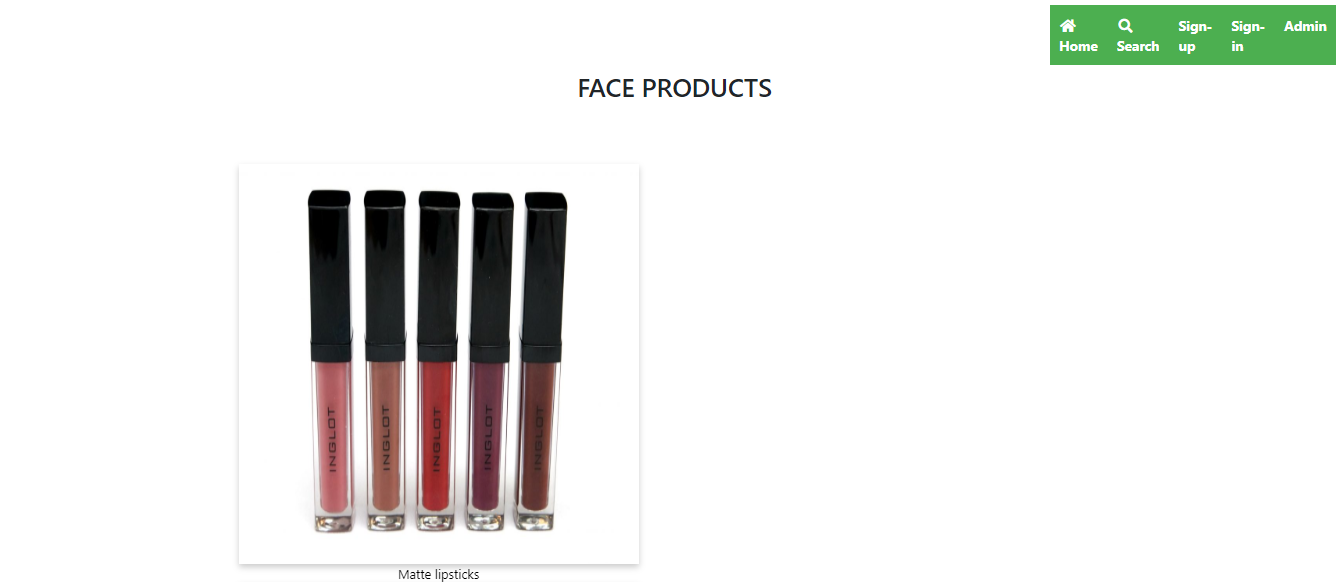 Home
Search
Sign-
up
Sign-
in
Admin
FACE PRODUCTS
INGLOT
INGLOT
INGLOT
INGLOT
INGLOT
Matte lipsticks